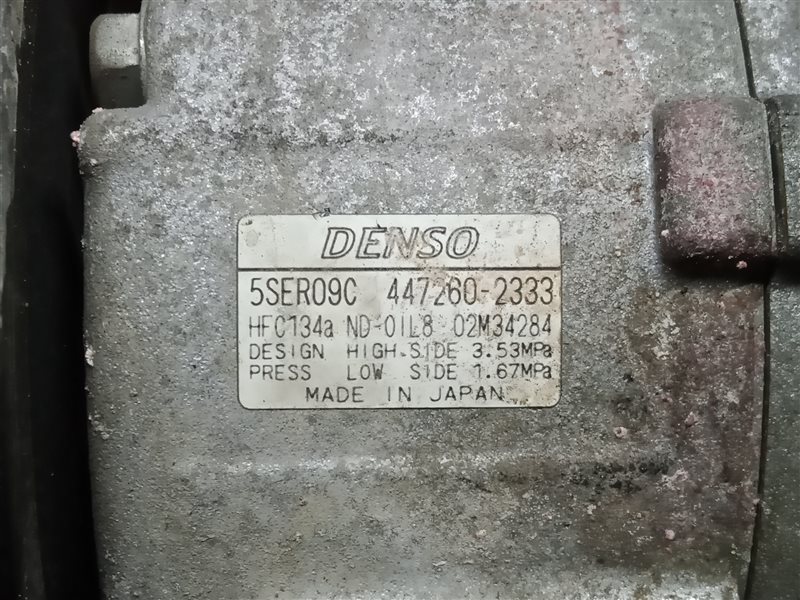 DENSO
5SER09C 447260-2333
HFC134a ND-OIL8 02M34284
DESIGN HIGH SIDE 3.53MPa
PRESS LOW SIDE 1.67MPa
MADE IN JAPAN